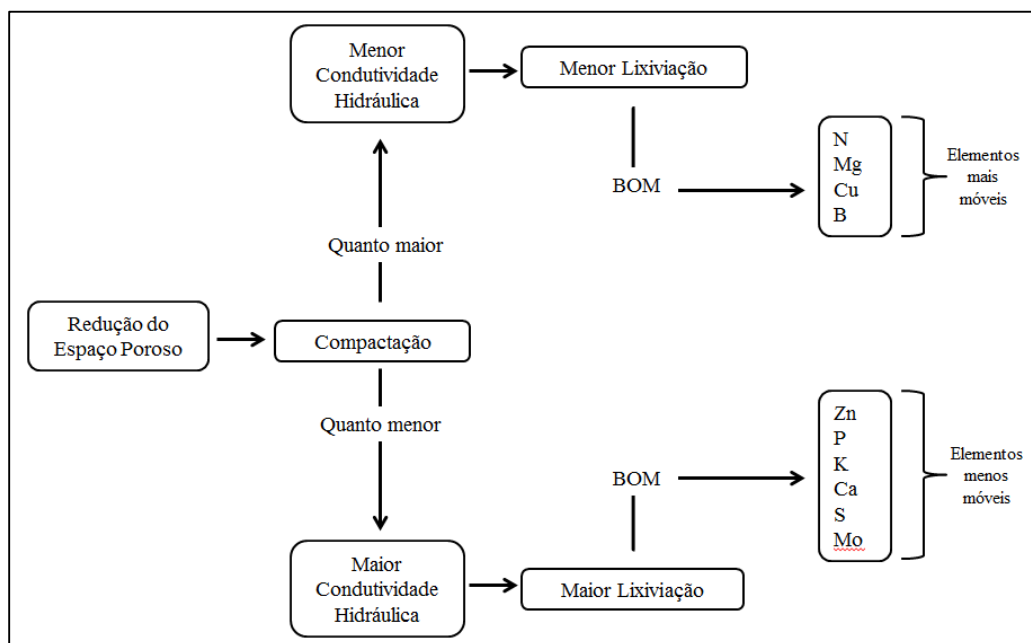 Menor
Condutividade
Hidráulica
Menor Lixiviação
BOM
N
Mg
Cu
B
Elementos
mais
móveis
Quanto maior
Redução do
Espaço Poroso
Compactação
Quanto menor
Maior
Condutividade
Hidráulica
Maior Lixiviação
BOM
Zn
P
K
Ca
S
Mo
Elementos
menos
móveis